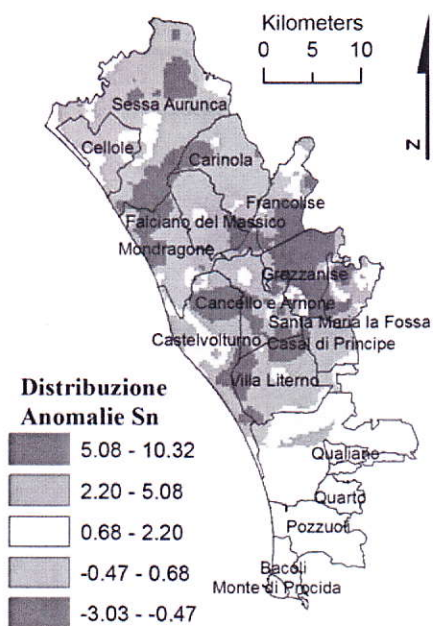 Kilometers
0 5 10
N
Sessa Aurunca
Cellole
Carinola
Francolise
Falciano del Massico
Mondragone
Grazzanise
Cancello e Arnone
Santa Maria la Fossa
Castelvolturno
Casal di Principe
Villa Literno
Distribuzione
Anomalie Sn
5.08 - 10.32
2.20 - 5.08
0.68 - 2.20
-0.47 - 0.68
-3.03 - -0.47
Qualiano
Quarto
Pozzuoli
Bacoli
Monte di Procida